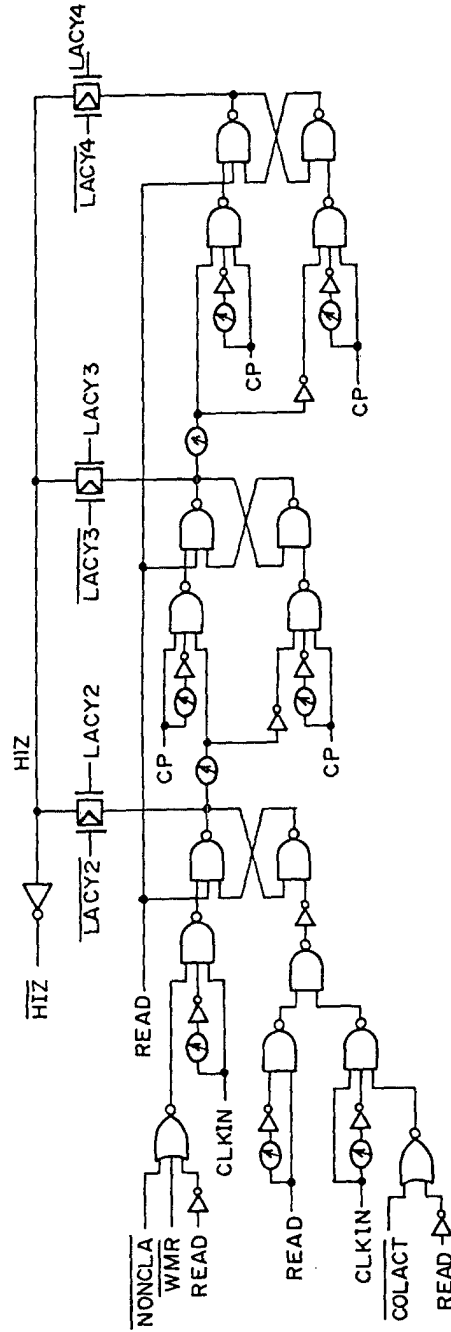 HIZ
HIZ
LACY2
LACY2
LACY3
LACY3
LACY4
LACY4
READ
NONCLA
WMR
READ
CLKIN
READ
CLKIN
COLACT
READ
CP
CP
CP
CP